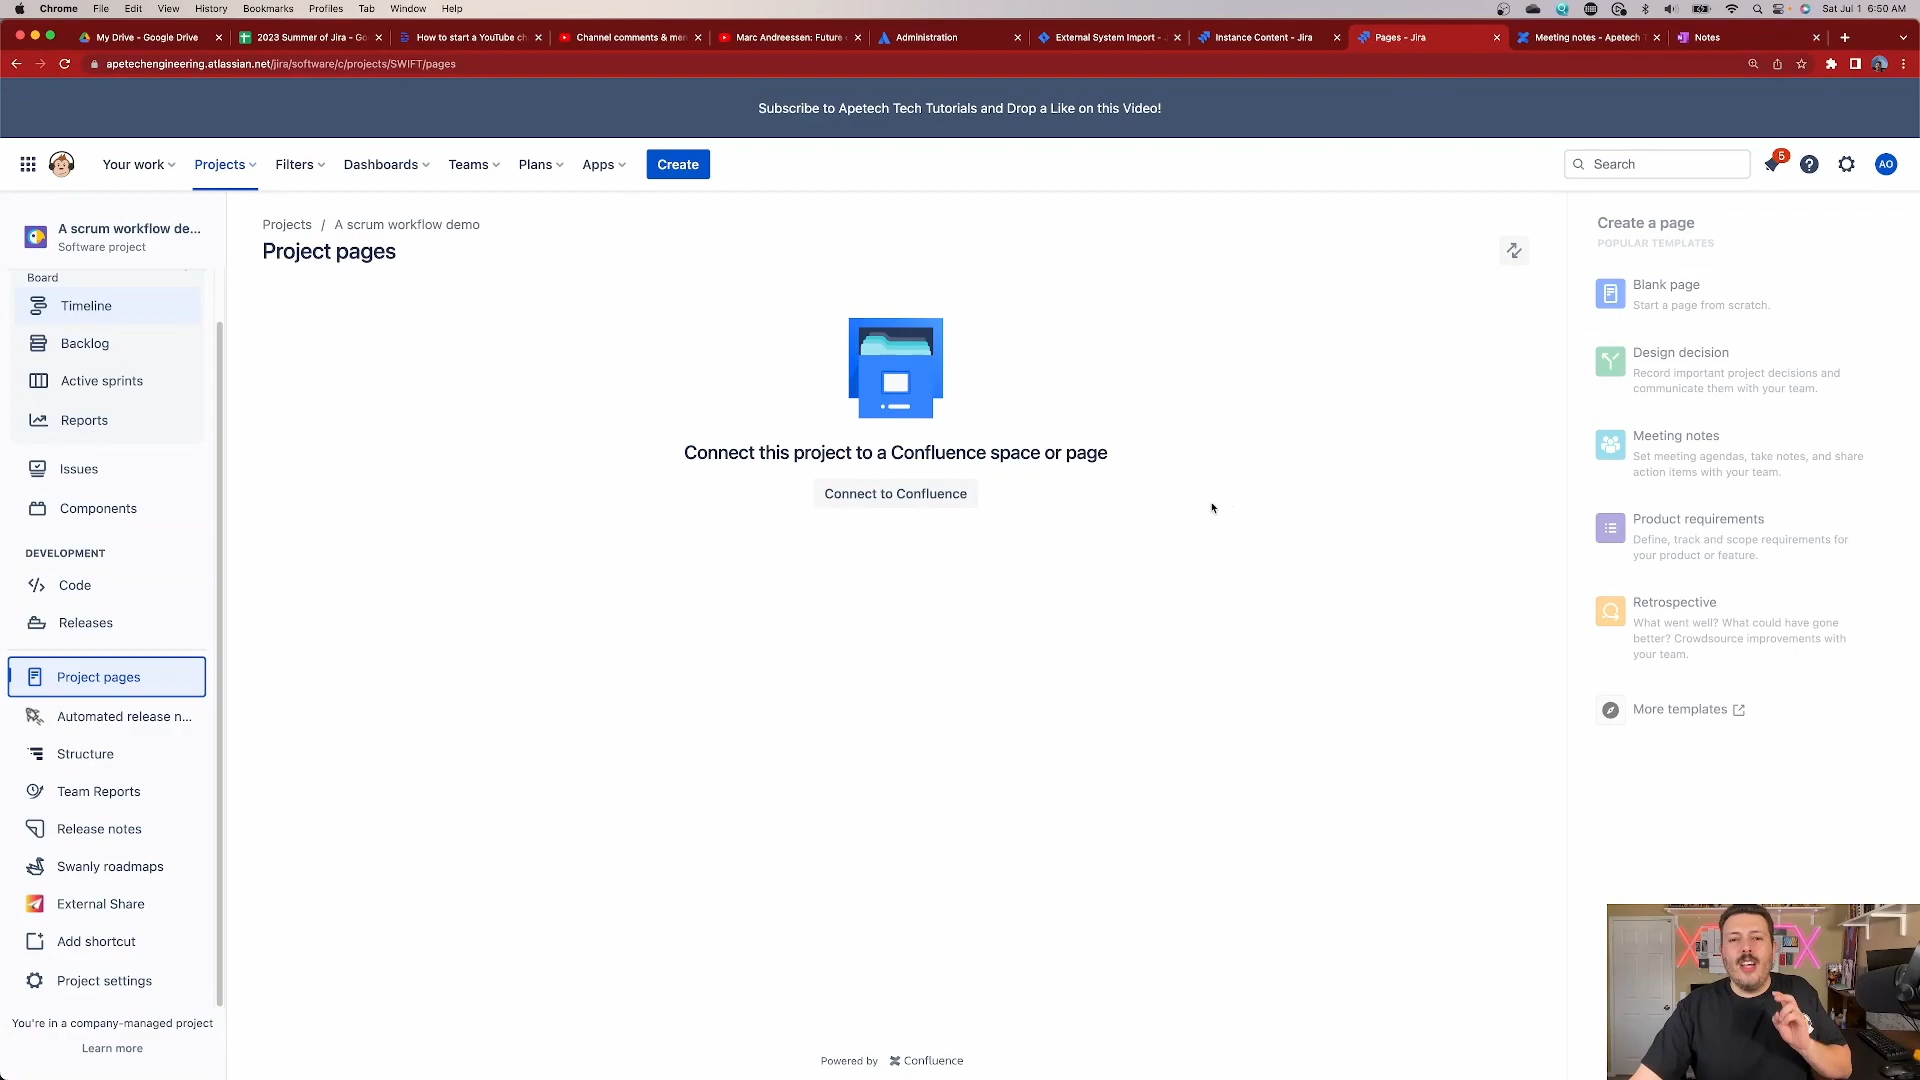 Chrome File Edit View History Bookmarks Profiles Tab Window Help
Sat Jul 1 6:50 AM
My Drive - Google Drive
2023 Summer of Jira - Go
How to start a YouTube ch
Channel comments & men
Marc Andreessen: Future
Administration
External System Import -
Instance Content - Jira
Pages - Jira
Meeting notes - Apetech T
Notes
apetechengineering.atlassian.net/jira/software/c/projects/SWIFT/pages
Subscribe to Apetech Tech Tutorials and Drop a Like on this Video!
Your work
Projects
Filters
Dashboards
Teams
Plans
Apps
Create
Search
5
AO
A scrum workflow de...
Software project
Board
Timeline
Backlog
Active sprints
Reports
Issues
Components
DEVELOPMENT
Code
Releases
Project pages
Automated release n...
Structure
Team Reports
Release notes
Swanly roadmaps
External Share
Add shortcut
Project settings
You're in a company-managed project
Learn more
Projects / A scrum workflow demo
Project pages
Connect this project to a Confluence space or page
Connect to Confluence
Powered by Confluence
Create a page
POPULAR TEMPLATES
Blank page
Start a page from scratch.
Design decision
Record important project decisions and
communicate them with your team.
Meeting notes
Set meeting agendas, take notes, and share
action items with your team.
Product requirements
Define, track and scope requirements for
your product or feature.
Retrospective
What went well? What could have gone
better? Crowdsource improvements with
your team.
More templates